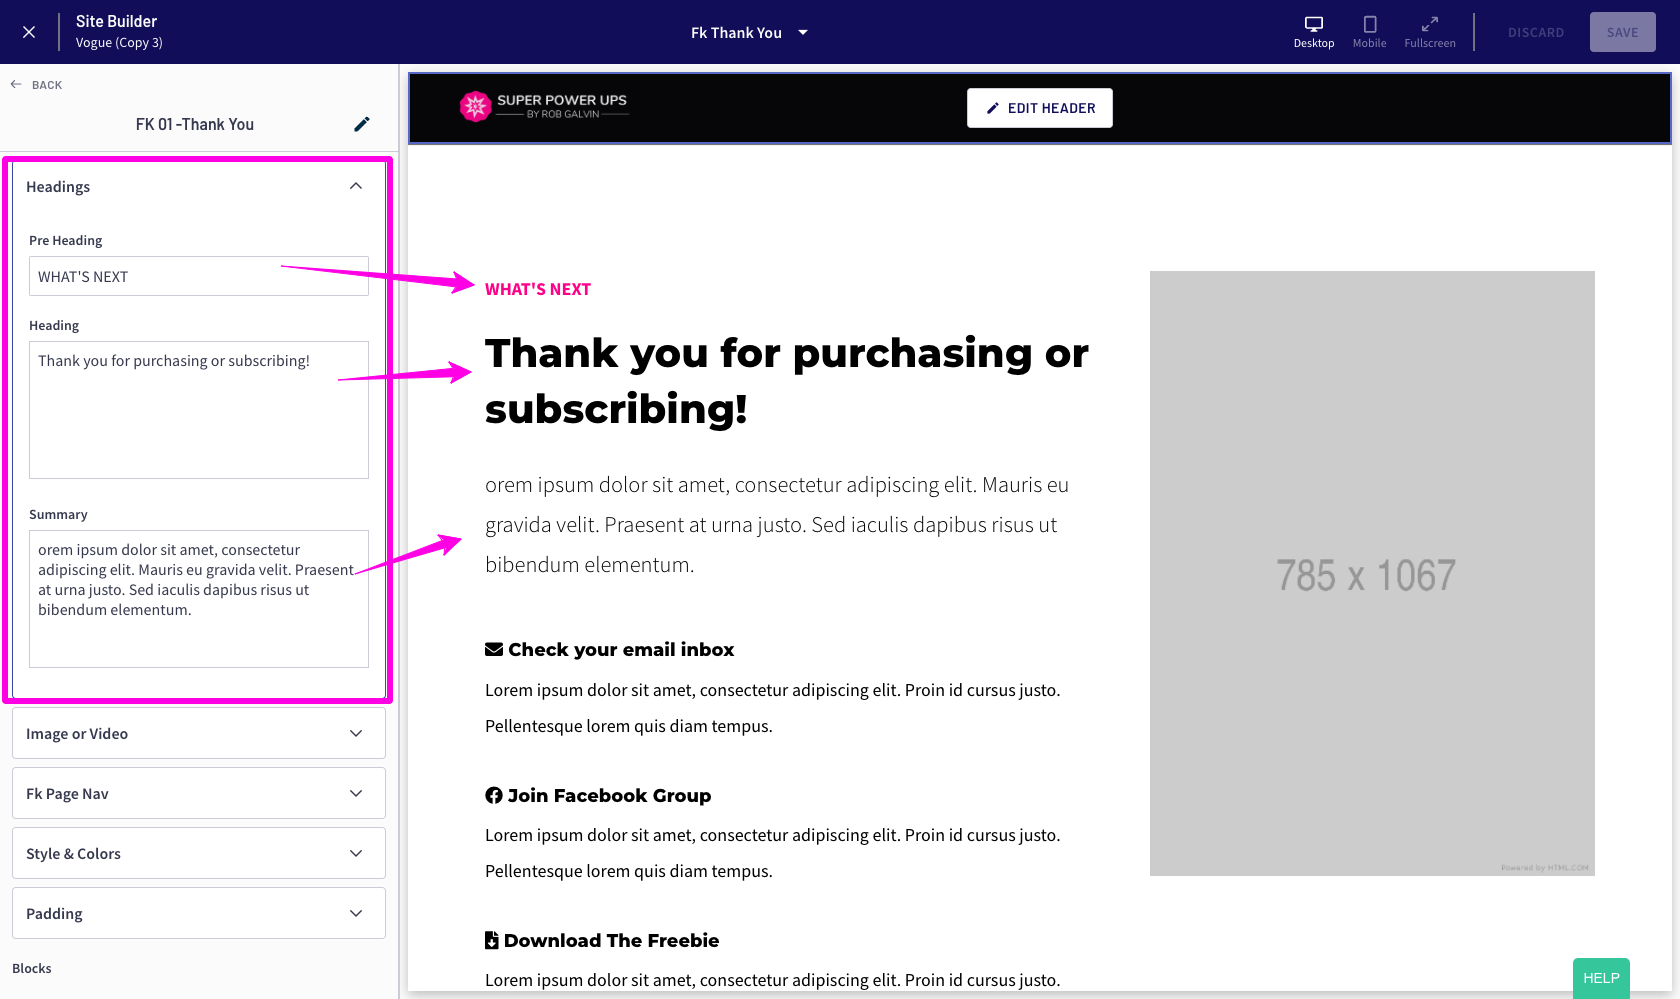 Site Builder
Vogue (Copy 3)
Fk Thank You
Desktop
Mobile
Fullscreen
DISCARD
SAVE
BACK
FK 01 -Thank You
Headings
Pre Heading
WHAT'S NEXT
Heading
Thank you for purchasing or subscribing!
Summary
orem ipsum dolor sit amet, consectetur
adipiscing elit. Mauris eu gravida velit. Praesent
at urna justo. Sed iaculis dapibus risus ut
bibendum elementum.
Image or Video
Fk Page Nav
Style & Colors
Padding
Blocks
SUPER POWER UPS
BY ROB GALVIN
EDIT HEADER
WHAT'S NEXT
Thank you for purchasing or
subscribing!
orem ipsum dolor sit amet, consectetur adipiscing elit. Mauris eu
gravida velit. Praesent at urna justo. Sed iaculis dapibus risus ut
bibendum elementum.
Check your email inbox
Lorem ipsum dolor sit amet, consectetur adipiscing elit. Proin id cursus justo.
Pellentesque lorem quis diam tempus.
Join Facebook Group
Lorem ipsum dolor sit amet, consectetur adipiscing elit. Proin id cursus justo.
Pellentesque lorem quis diam tempus.
Download The Freebie
Lorem ipsum dolor sit amet, consectetur adipiscing elit. Proin id cursus justo.
785 x 1067
Powered by HTML.COM
HELP